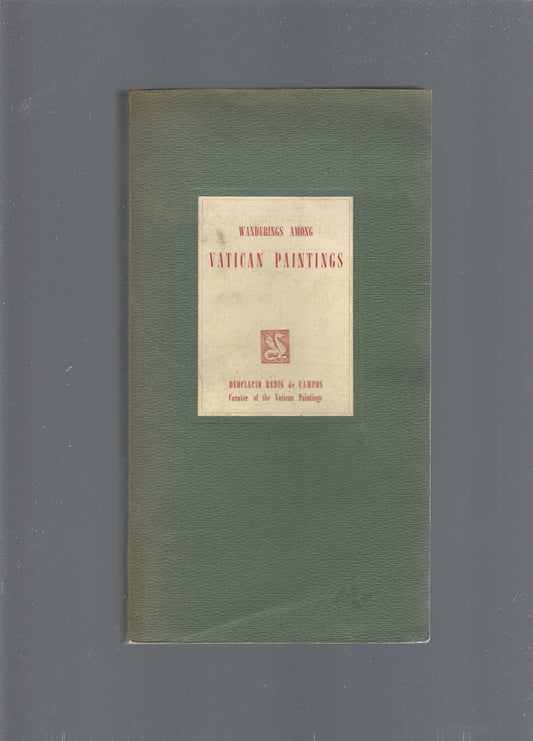 WANDERINGS AMONG
VATICAN PAINTINGS
DEOCLECIO REDIG de CAMPOS
Curator of the Vatican Paintings